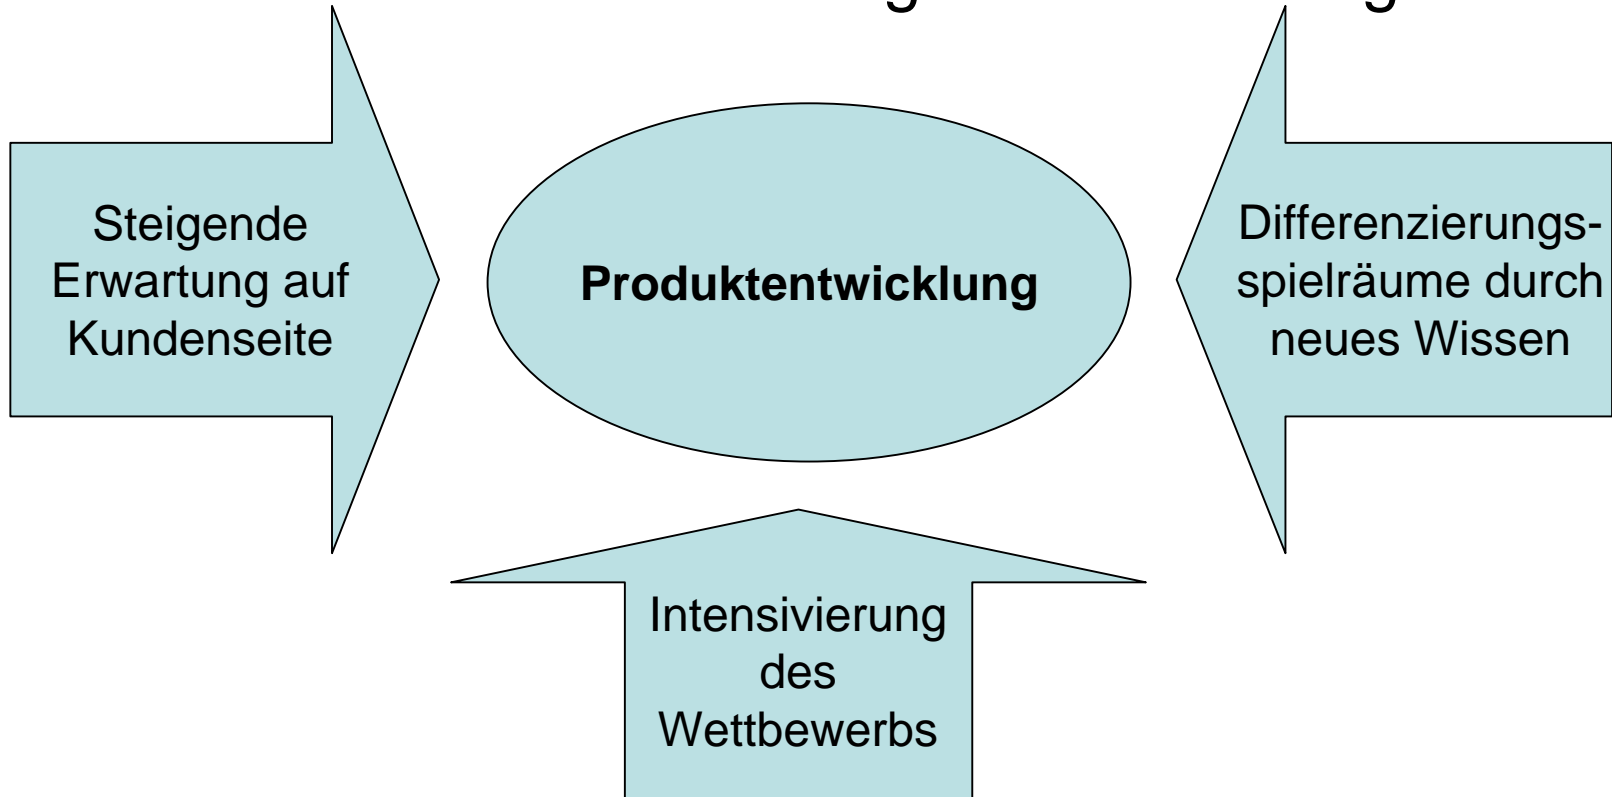 Steigende
Erwartung auf
Kundenseite
Produktentwicklung
Differenzierungs-
spielräume durch
neues Wissen
Intensivierung
des
Wettbewerbs